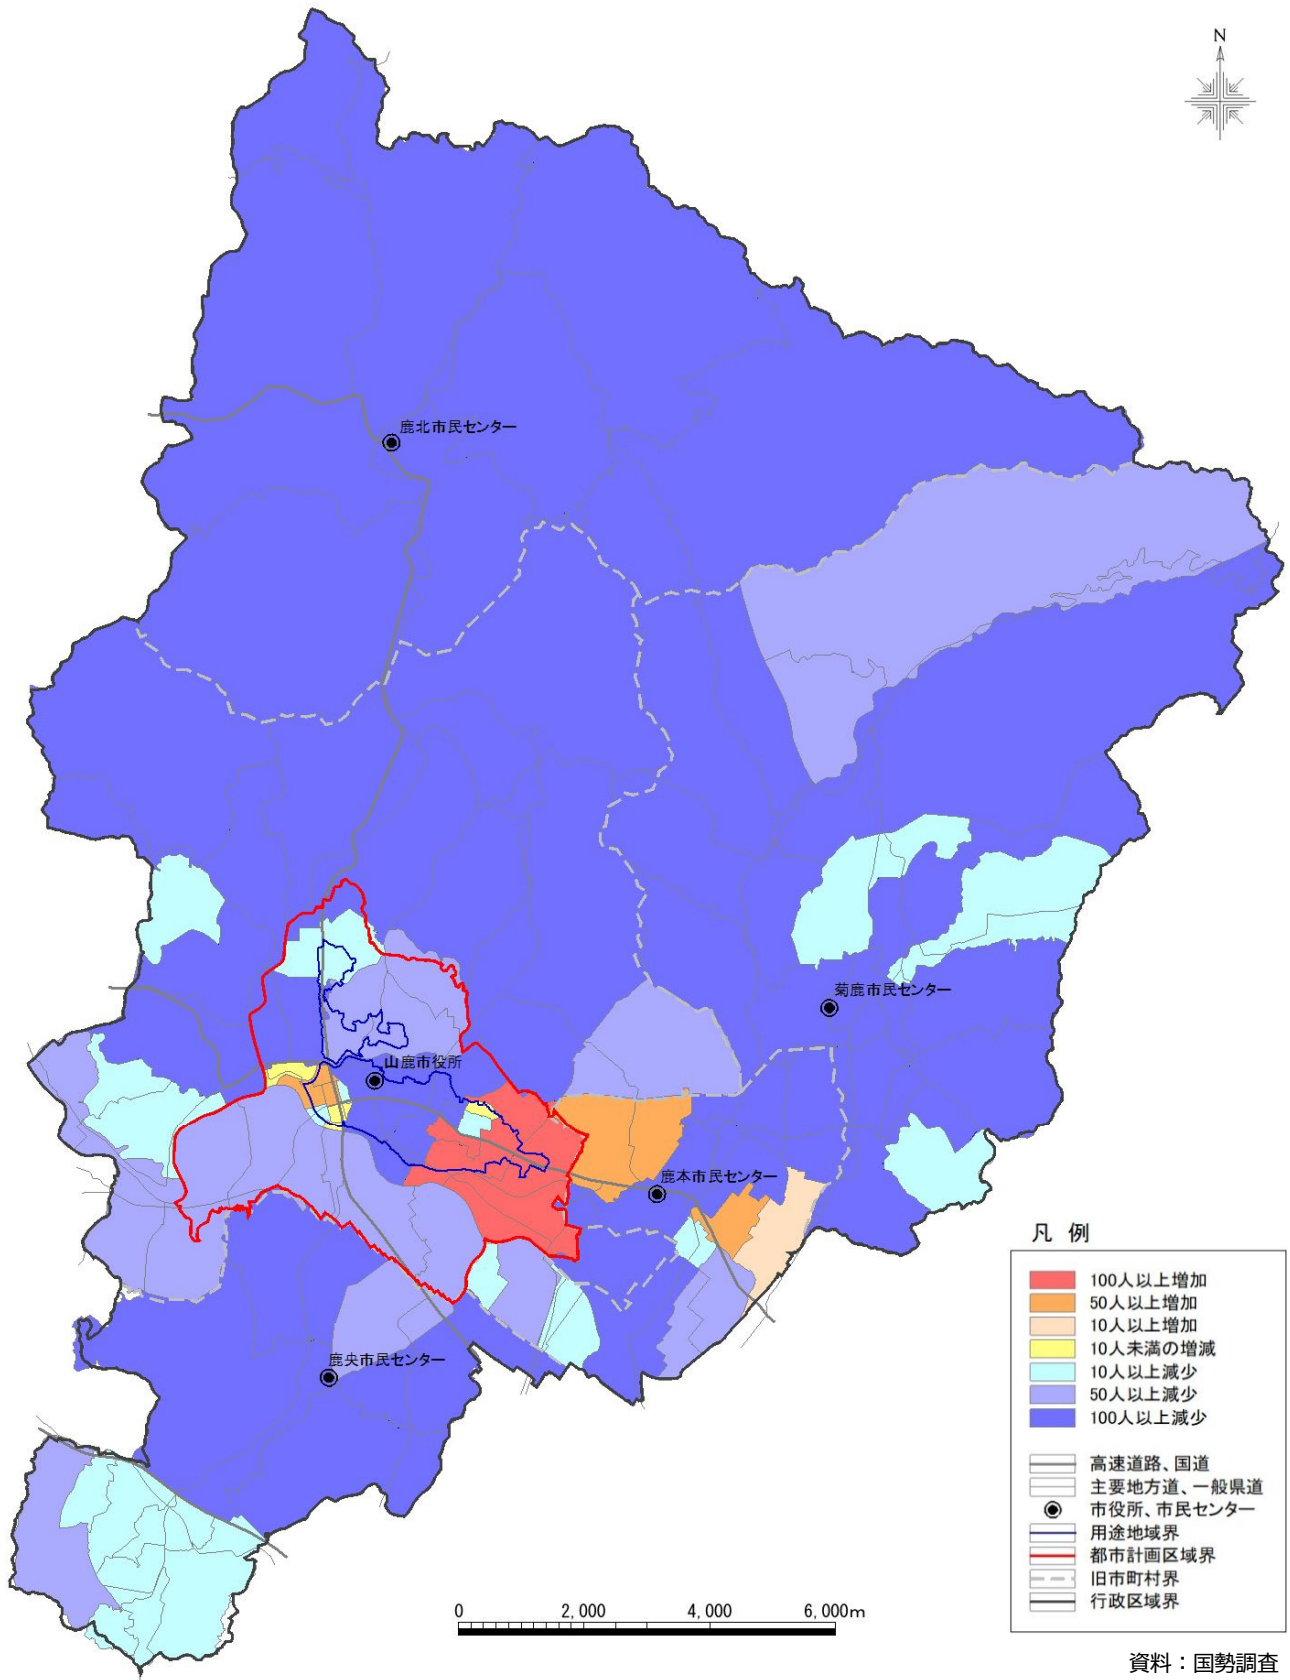 N
鹿北市民センター
菊鹿市民センター
山鹿市役所
鹿本市民センター
鹿央市民センター
凡 例
100人以上増加
50人以上増加
10人以上増加
10人未満の増減
10人以上減少
50人以上減少
100人以上減少
高速道路、国道
主要地方道、一般県道
市役所、市民センター
用途地域界
都市計画区域界
旧市町村界
行政区域界
0 2,000 4,000 6,000m
資料：国勢調査